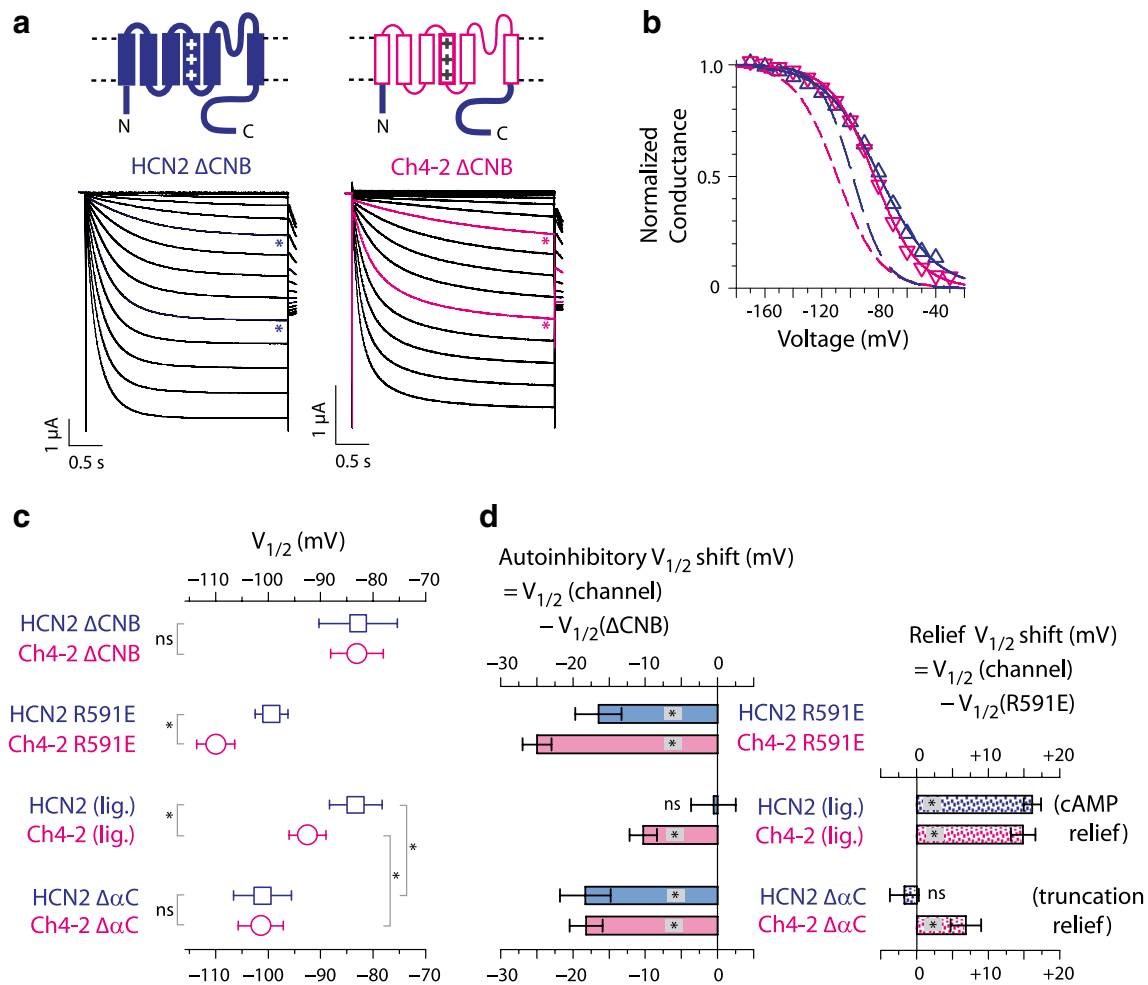 a
+
+
+
+
+
+
N
C
N
C
HCN2 ΔCNB
Ch4-2 ΔCNB
*
*
*
*
1 μA
0.5 s
1 μA
0.5 s
b
Normalized
Conductance
1.0
0.5
0
-160 -120 -80 -40
Voltage (mV)
c
V1/2 (mV)
−110 −100 −90 −80 −70
HCN2 ΔCNB
ns
Ch4-2 ΔCNB
HCN2 R591E
*
Ch4-2 R591E
HCN2 (lig.)
*
Ch4-2 (lig.)
*
*
HCN2 ΔαC
ns
Ch4-2 ΔαC
−110 −100 −90 −80 −70
d
Autoinhibitory V1/2 shift (mV)
= V1/2 (channel)
− V1/2(ΔCNB)
−30 −20 −10 0
* HCN2 R591E
* Ch4-2 R591E
ns HCN2 (lig.)
* Ch4-2 (lig.)
* HCN2 ΔαC
* Ch4-2 ΔαC
−30 −20 −10 0
Relief V1/2 shift (mV)
= V1/2 (channel)
− V1/2(R591E)
0 +10 +20
* (cAMP
* relief)
ns (truncation
* relief)
0 +10 +20